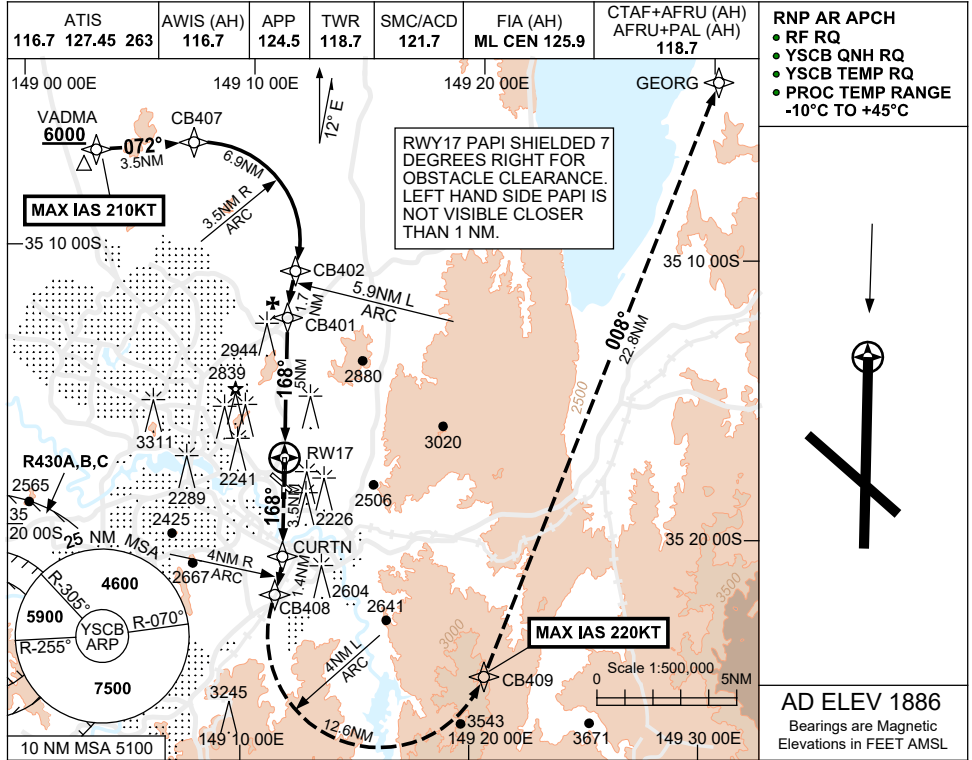 ATIS
116.7 127.45 263
AWIS (AH)
116.7
APP
124.5
TWR
118.7
SMC/ACD
121.7
FIA (AH)
ML CEN 125.9
CTAF+AFRU (AH)
AFRU+PAL (AH)
118.7
RNP AR APCH
• RF RQ
• YSCB QNH RQ
• YSCB TEMP RQ
• PROC TEMP RANGE
-10°C TO +45°C
149 00 00E
149 10 00E
149 20 00E
GEORG
VADMA
6000
072°
3.5NM
CB407
6.9NM
12° E
3.5NM R
ARC
MAX IAS 210KT
RWY17 PAPI SHIELDED 7
DEGREES RIGHT FOR
OBSTACLE CLEARANCE.
LEFT HAND SIDE PAPI IS
NOT VISIBLE CLOSER
THAN 1 NM.
35 10 00S
35 10 00S
CB402
5.9NM L
ARC
1.7
NM
CB401
008°
22.8NM
2944
2839
168°
5NM
2880
2500
3311
3020
2241
RW17
R430A,B,C
2289
2565
2226
2506
168°
3.5NM
35
20 00S
2425
35 20 00S
25 NM MSA
CURTN
4NM R
ARC
2667
1.4NM
2604
CB408
2641
3500
3000
4600
R-305°
5900
R-070°
YSCB
ARP
R-255°
7500
MAX IAS 220KT
4NM L
ARC
CB409
Scale 1:500,000
0
5NM
3245
12.6NM
3543
3671
10 NM MSA 5100
149 10 00E
149 20 00E
149 30 00E
AD ELEV 1886
Bearings are Magnetic
Elevations in FEET AMSL